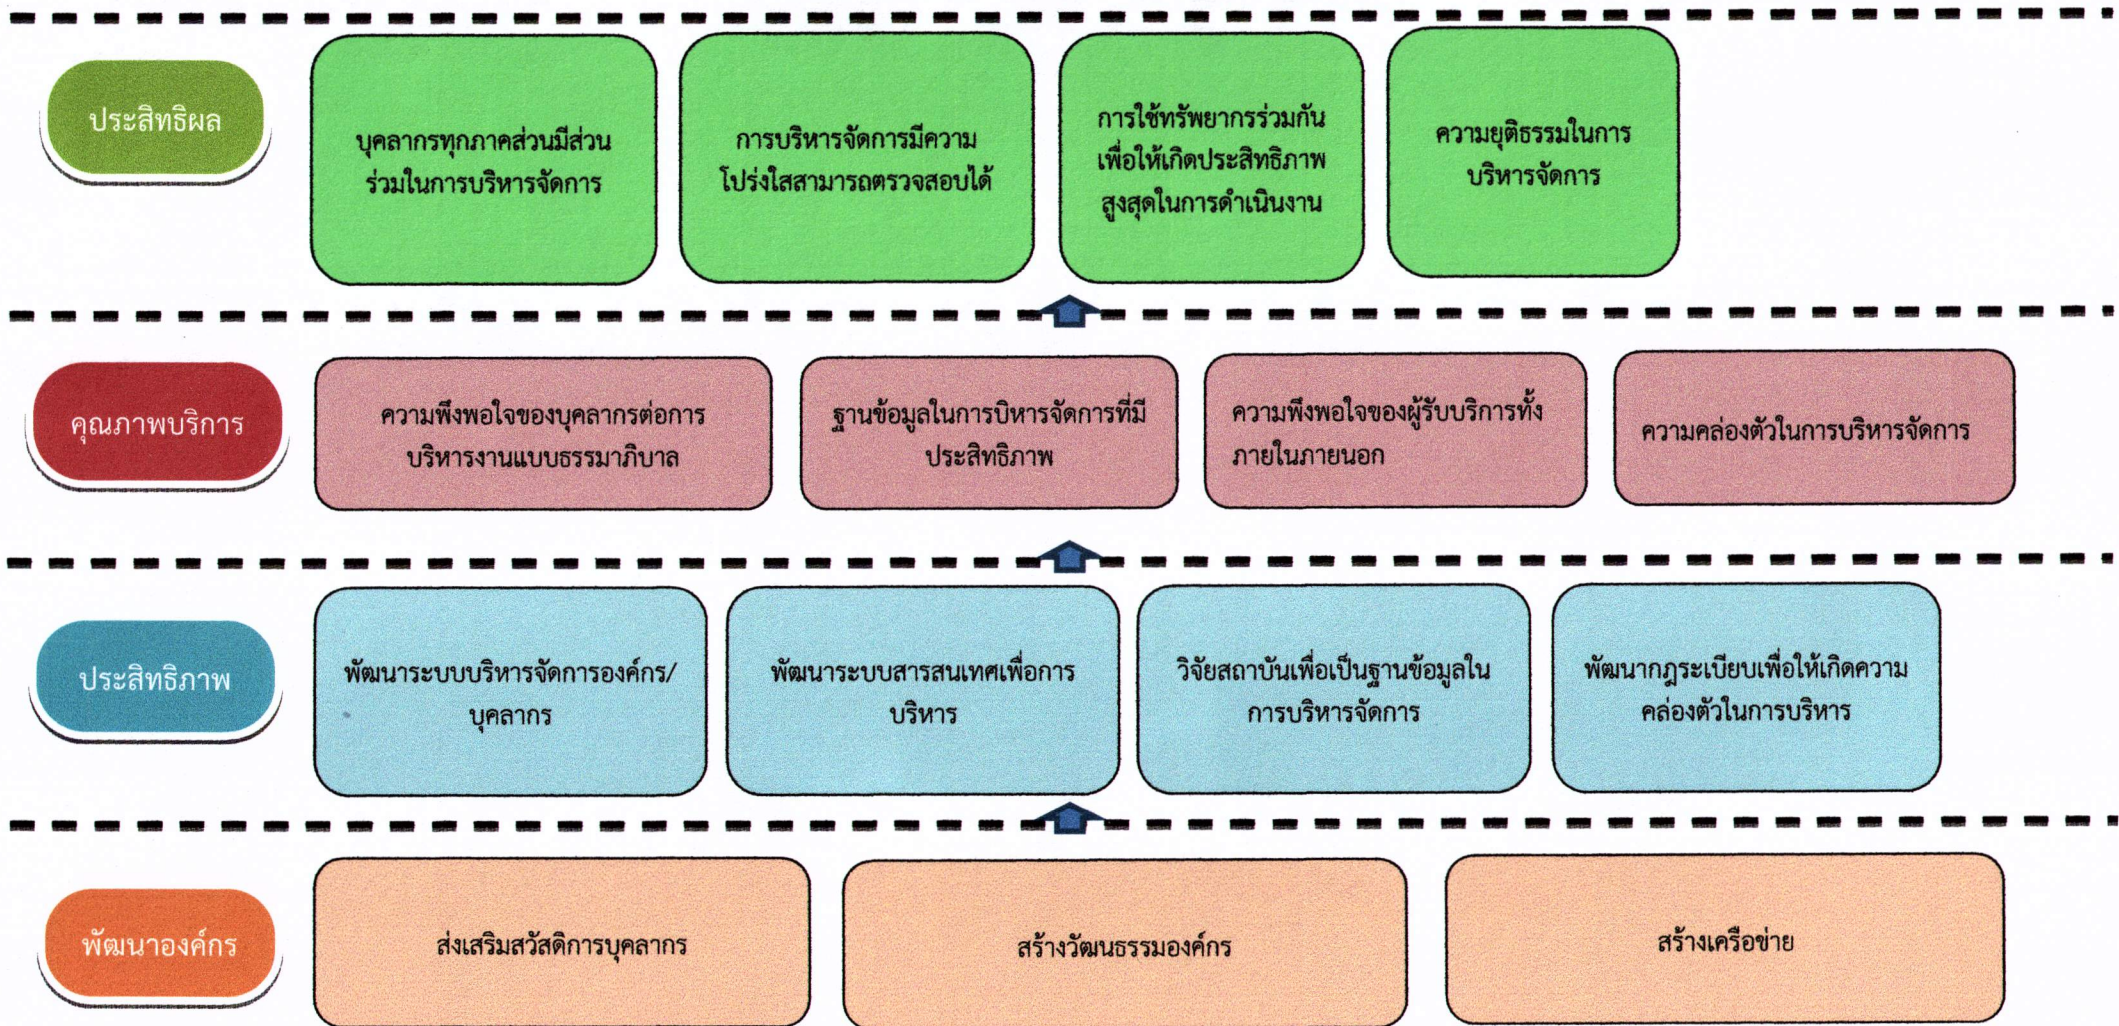 ประสิทธิผล
บุคลากรทุกภาคส่วนมีส่วน
ร่วมในการบริหารจัดการ
การบริหารจัดการมีความ
โปร่งใสสามารถตรวจสอบได้
การใช้ทรัพยากรร่วมกัน
เพื่อให้เกิดประสิทธิภาพ
สูงสุดในการดำเนินงาน
ความยุติธรรมในการ
บริหารจัดการ
คุณภาพบริการ
ความพึงพอใจของบุคลากรต่อการ
บริหารงานแบบธรรมาภิบาล
ฐานข้อมูลในการบิหารจัดการที่มี
ประสิทธิภาพ
ความพึงพอใจของผู้รับบริการทั้ง
ภายในภายนอก
ความคล่องตัวในการบริหารจัดการ
ประสิทธิภาพ
พัฒนาระบบบริหารจัดการองค์กร/
บุคลากร
พัฒนาระบบสารสนเทศเพื่อการ
บริหาร
วิจัยสถาบันเพื่อเป็นฐานข้อมูลใน
การบริหารจัดการ
พัฒนากฎระเบียบเพื่อให้เกิดความ
คล่องตัวในการบริหาร
พัฒนาองค์กร
ส่งเสริมสวัสดิการบุคลากร
สร้างวัฒนธรรมองค์กร
สร้างเครือข่าย